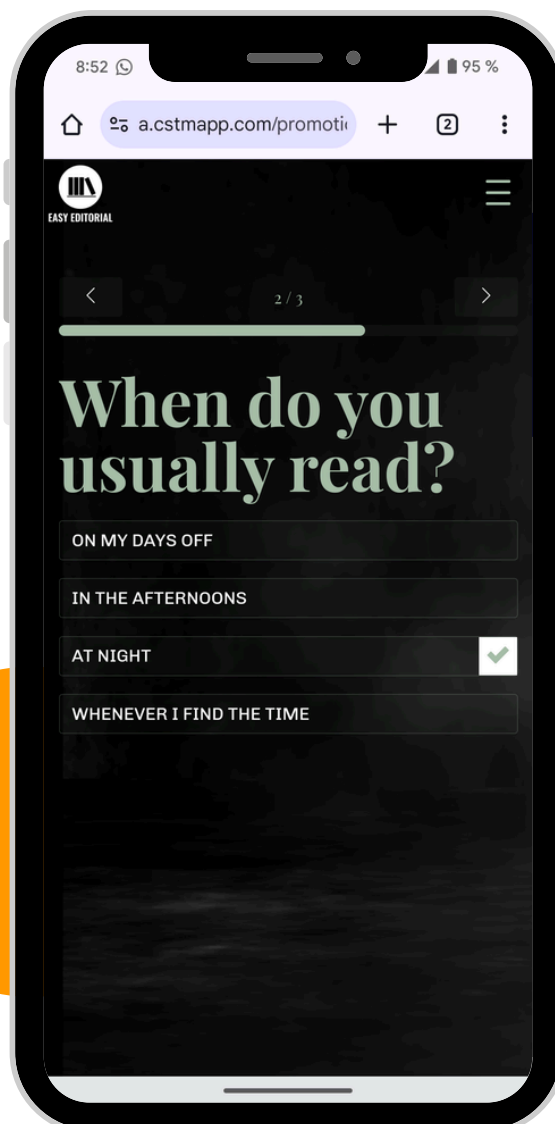 8:52 95 %
a.cstmapp.com/promoti
2
EASY EDITORIAL
2 / 3
When do you
usually read?
ON MY DAYS OFF
IN THE AFTERNOONS
AT NIGHT
WHENEVER I FIND THE TIME